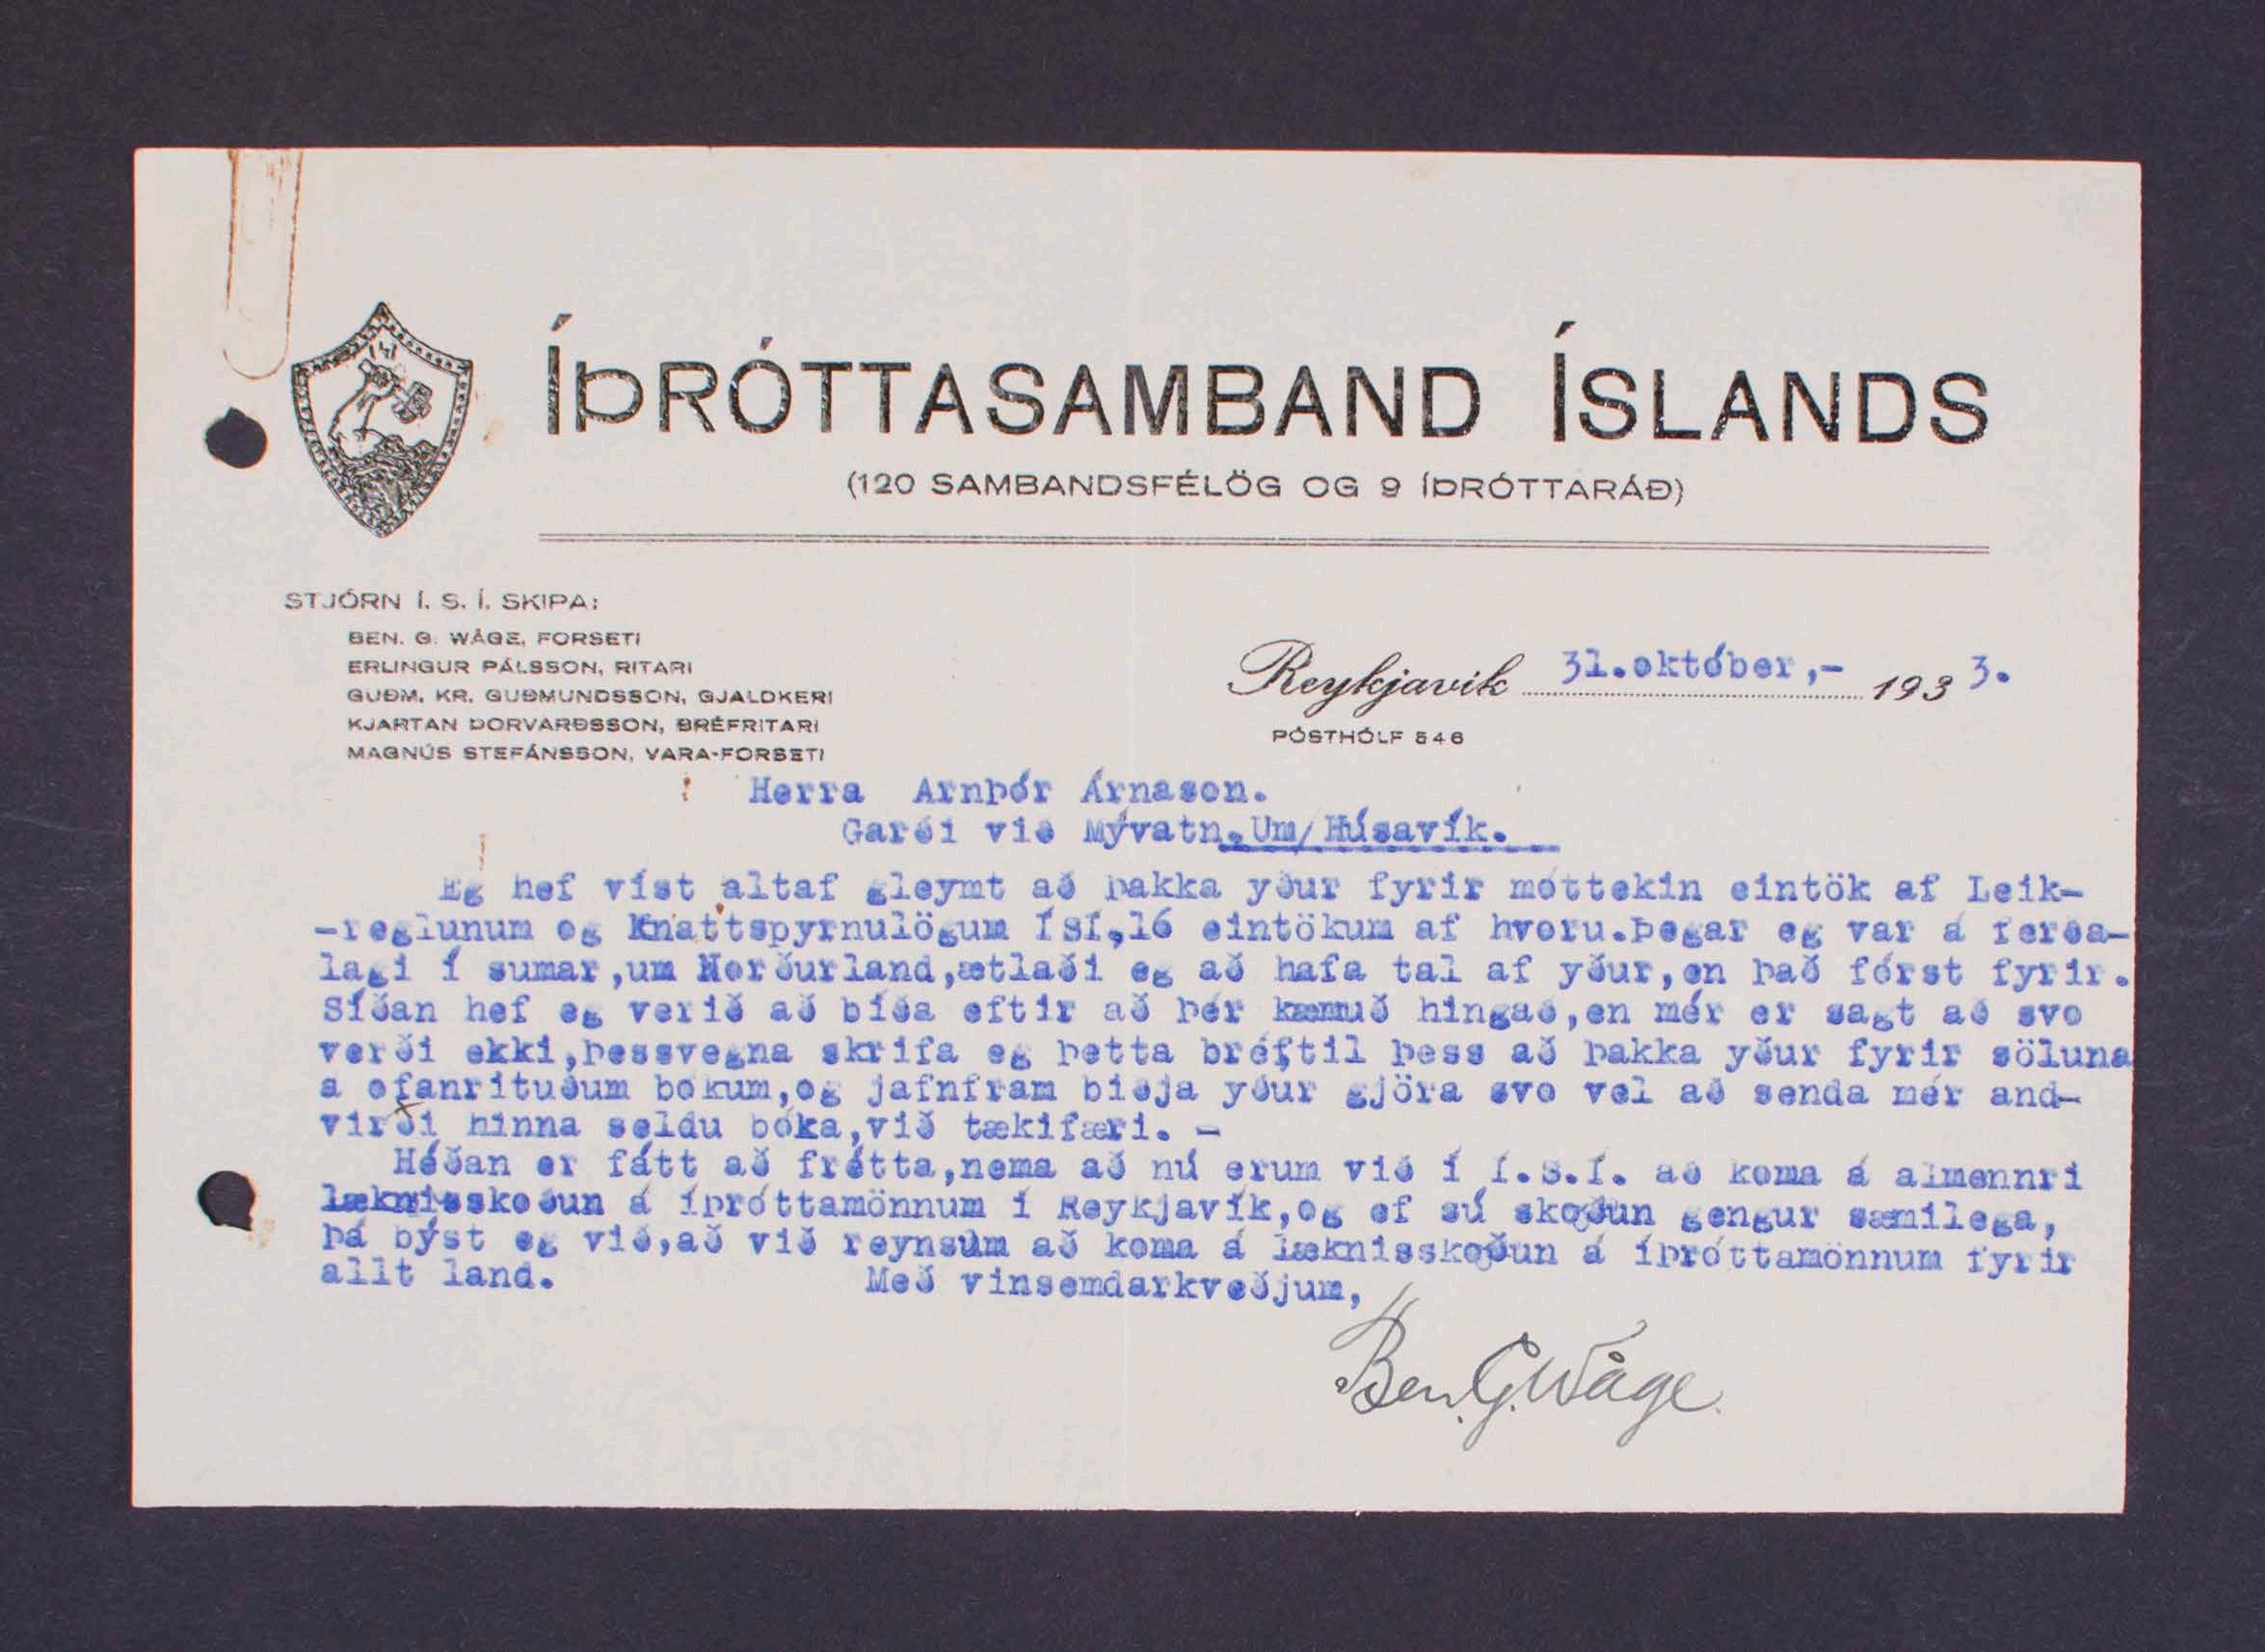 ÍÞRÓTTASAMBAND ÍSLANDS
(120 SAMBANDSFÉLÖG OG 9 ÍÞRÓTTARÁÐ)
STJÓRN Í. S. Í. SKIPA:
BEN. G. WÅGE, FORSETI
ERLINGUR PÁLSSON, RITARI
GUÐM. KR. GUÐMUNDSSON, GJALDKERI
KJARTAN ÞORVARÐSSON, BRÉFRITARI
MAGNÚS STEFÁNSSON, VARA-FORSETI
Reykjavik 31.október,- 1933.
PÓSTHÓLF 546
Herra Arnþór Árnason.
Garði við Mývatn. Um/Húsavík.
Eg hef víst altaf gleymt að þakka yður fyrir móttekin eintök af Leik-
-reglunum og Knattspyrnulögum ÍSÍ,16 eintökum af hvoru.Þegar eg var á ferða-
lagi í sumar,um Norðurland,ætlaði eg að hafa tal af yður,en það fórst fyrir.
Síðan hef eg verið að bíða eftir að þér kæmuð hingað,en mér er sagt að svo
verði ekki,þessvegna skrifa eg þetta bréf,til þess að þakka yður fyrir söluna
á ofanrituðum bókum,og jafnfram biðja yður gjöra svo vel að senda mér and-
virði hinna seldu bóka,við tækifæri. -
Héðan er fátt að frétta,nema að nú erum við í Í.S.Í. að koma á almennri
læknisskoðun á íþróttamönnum í Reykjavík,og ef sú skoðun gengur sæmilega,
þá býst eg við,að við reynsum að koma á læknisskoðun á íþróttamönnum fyrir
allt land. Með vinsemdarkveðjum,
Ben. G. Wåge.